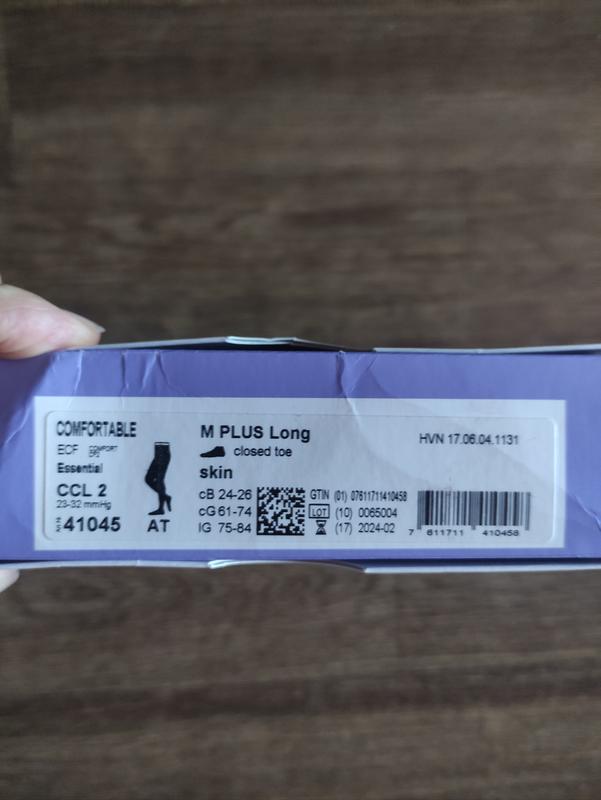 COMFORTABLE
ECF
Essential
CCL 2
23-32 mmHg
41045
AT
M PLUS Long
closed toe
skin
cB 24-26
cG 61-74
lG 75-84
GTIN (01) 07611711410458
LOT (10) 0065004
(17) 2024-02
HVN 17.06.04.1131
7 611711 410458